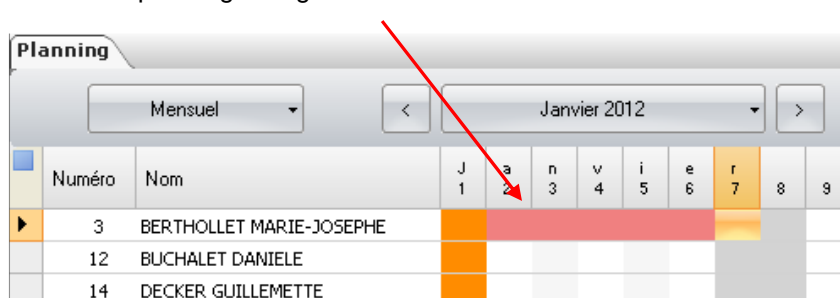 Planning
Mensuel < Janvier 2012 >
Numéro Nom J 1 a 2 n 3 v 4 i 5 e 6 r 7 8 9
3 BERTHOLLET MARIE-JOSEPHE
12 BUCHALET DANIELE
14 DECKER GUILLEMETTE